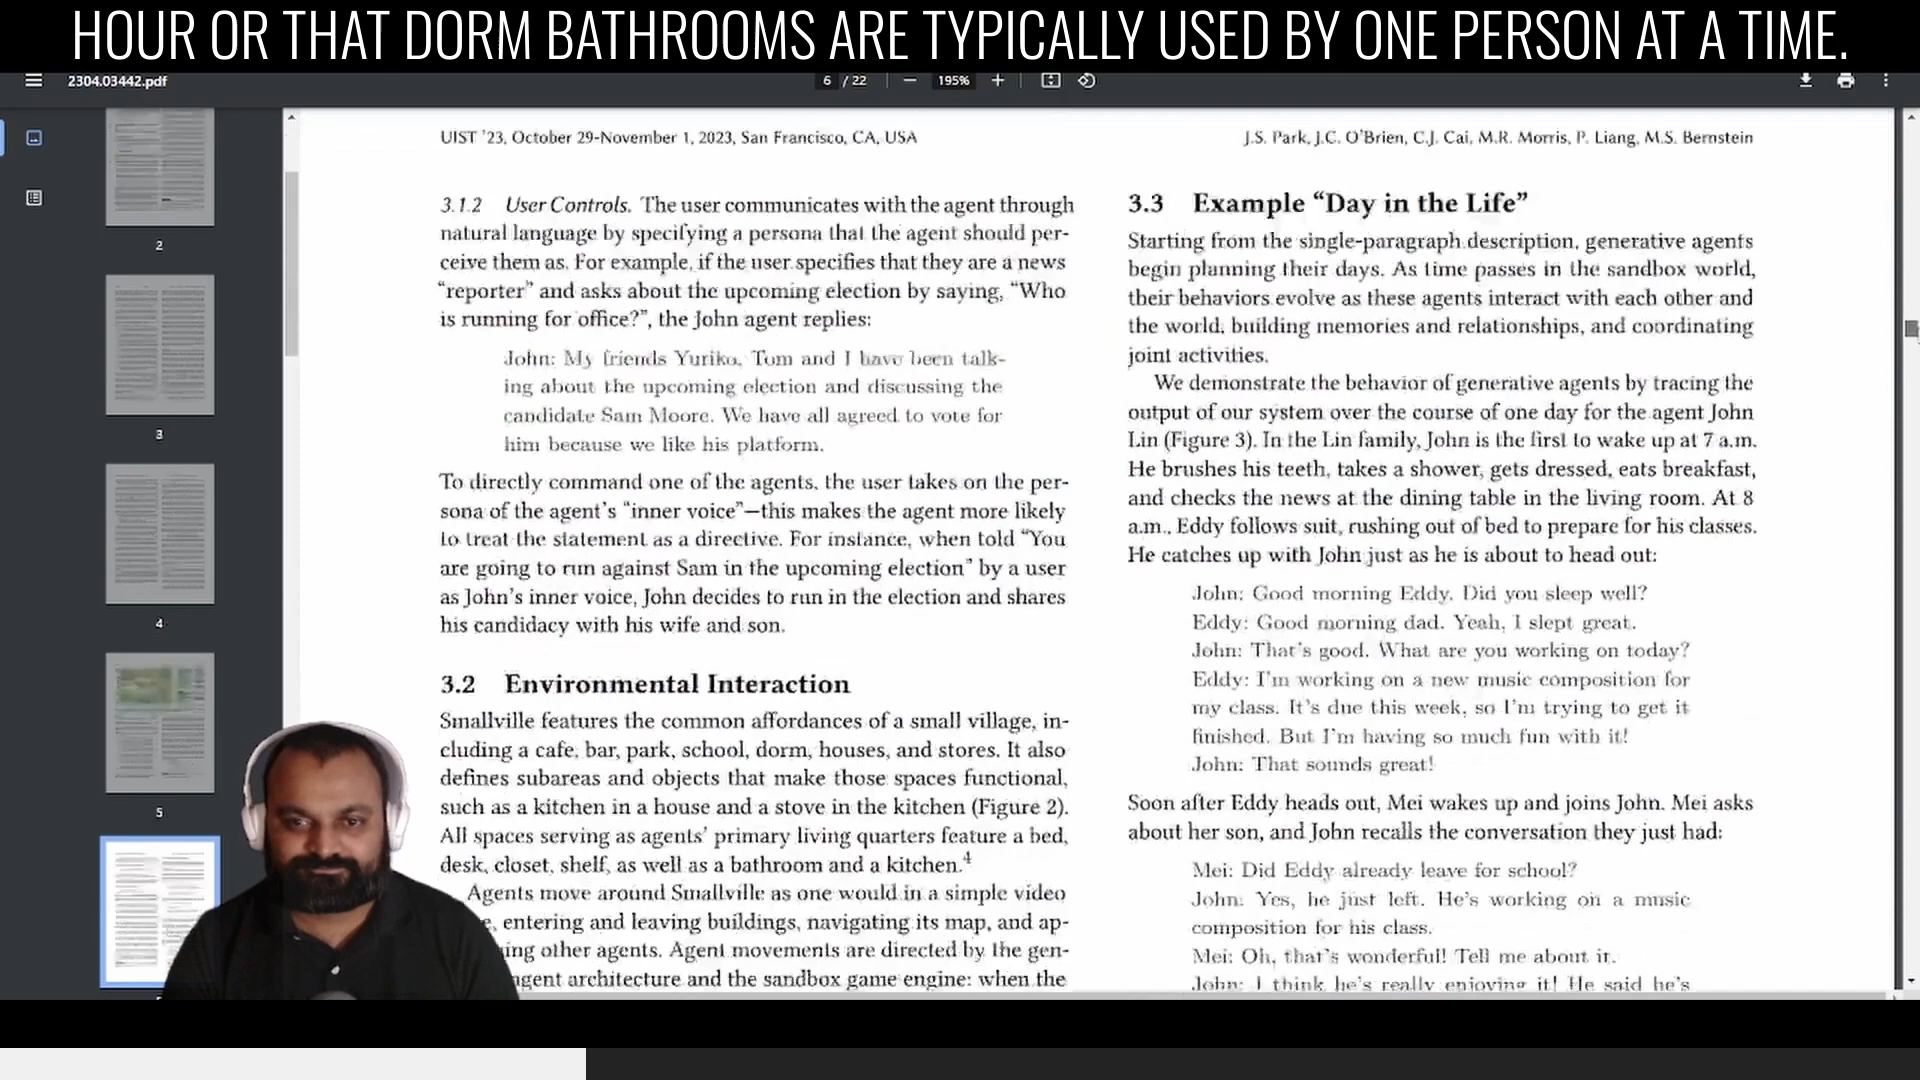 HOUR OR THAT DORM BATHROOMS ARE TYPICALLY USED BY ONE PERSON AT A TIME.
2304.03442.pdf
6 / 22
195%
2
3
4
5
UIST '23, October 29-November 1, 2023, San Francisco, CA, USA
J.S. Park, J.C. O'Brien, C.J. Cai, M.R. Morris, P. Liang, M.S. Bernstein
3.1.2 User Controls. The user communicates with the agent through
natural language by specifying a persona that the agent should per-
ceive them as. For example, if the user specifies that they are a news
“reporter” and asks about the upcoming election by saying, “Who
is running for office?”, the John agent replies:
John: My friends Yuriko, Tom and I have been talk-
ing about the upcoming election and discussing the
candidate Sam Moore. We have all agreed to vote for
him because we like his platform.
To directly command one of the agents, the user takes on the per-
sona of the agent's “inner voice”—this makes the agent more likely
to treat the statement as a directive. For instance, when told “You
are going to run against Sam in the upcoming election” by a user
as John's inner voice, John decides to run in the election and shares
his candidacy with his wife and son.
3.2 Environmental Interaction
Smallville features the common affordances of a small village, in-
cluding a cafe, bar, park, school, dorm, houses, and stores. It also
defines subareas and objects that make those spaces functional,
such as a kitchen in a house and a stove in the kitchen (Figure 2).
All spaces serving as agents' primary living quarters feature a bed,
desk, closet, shelf, as well as a bathroom and a kitchen.4
Agents move around Smallville as one would in a simple video
entering and leaving buildings, navigating its map, and ap-
ing other agents. Agent movements are directed by the gen-
gent architecture and the sandbox game engine: when the
3.3 Example “Day in the Life”
Starting from the single-paragraph description, generative agents
begin planning their days. As time passes in the sandbox world,
their behaviors evolve as these agents interact with each other and
the world, building memories and relationships, and coordinating
joint activities.
We demonstrate the behavior of generative agents by tracing the
output of our system over the course of one day for the agent John
Lin (Figure 3). In the Lin family, John is the first to wake up at 7 a.m.
He brushes his teeth, takes a shower, gets dressed, eats breakfast,
and checks the news at the dining table in the living room. At 8
a.m., Eddy follows suit, rushing out of bed to prepare for his classes.
He catches up with John just as he is about to head out:
John: Good morning Eddy. Did you sleep well?
Eddy: Good morning dad. Yeah, I slept great.
John: That's good. What are you working on today?
Eddy: I'm working on a new music composition for
my class. It's due this week, so I'm trying to get it
finished. But I'm having so much fun with it!
John: That sounds great!
Soon after Eddy heads out, Mei wakes up and joins John. Mei asks
about her son, and John recalls the conversation they just had:
Mei: Did Eddy already leave for school?
John: Yes, he just left. He's working on a music
composition for his class.
Mei: Oh, that's wonderful! Tell me about it.
John: I think he's really enjoying it! He said he's